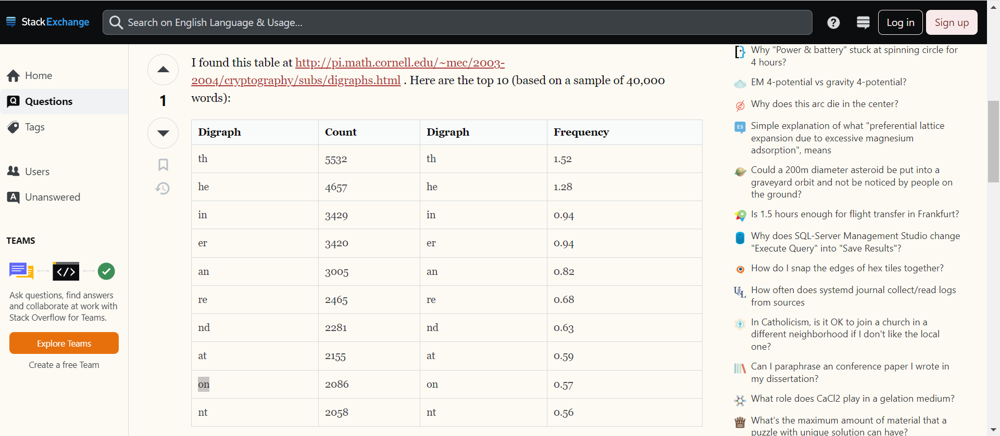 StackExchange
Search on English Language & Usage...
Log in
Sign up
Home
Questions
Tags
Users
Unanswered
TEAMS
Ask questions, find answers
and collaborate at work with
Stack Overflow for Teams.
Explore Teams
Create a free Team
1
I found this table at http://pi.math.cornell.edu/~mec/2003-
2004/cryptography/subs/digraphs.html . Here are the top 10 (based on a sample of 40,000
words):
Digraph Count Digraph Frequency
th 5532 th 1.52
he 4657 he 1.28
in 3429 in 0.94
er 3420 er 0.94
an 3005 an 0.82
re 2465 re 0.68
nd 2281 nd 0.63
at 2155 at 0.59
on 2086 on 0.57
nt 2058 nt 0.56
Why "Power & battery" stuck at spinning circle for
4 hours?
EM 4-potential vs gravity 4-potential?
Why does this arc die in the center?
ES
Simple explanation of what "preferential lattice
expansion due to excessive magnesium
adsorption", means
Could a 200m diameter asteroid be put into a
graveyard orbit and not be noticed by people on
the ground?
Is 1.5 hours enough for flight transfer in Frankfurt?
Why does SQL-Server Management Studio change
"Execute Query" into "Save Results"?
How do I snap the edges of hex tiles together?
U&L
How often does systemd journal collect/read logs
from sources
In Catholicism, is it OK to join a church in a
different neighborhood if I don't like the local
one?
Can I paraphrase an conference paper I wrote in
my dissertation?
What role does CaCl2 play in a gelation medium?
What's the maximum amount of material that a
puzzle with unique solution can have?